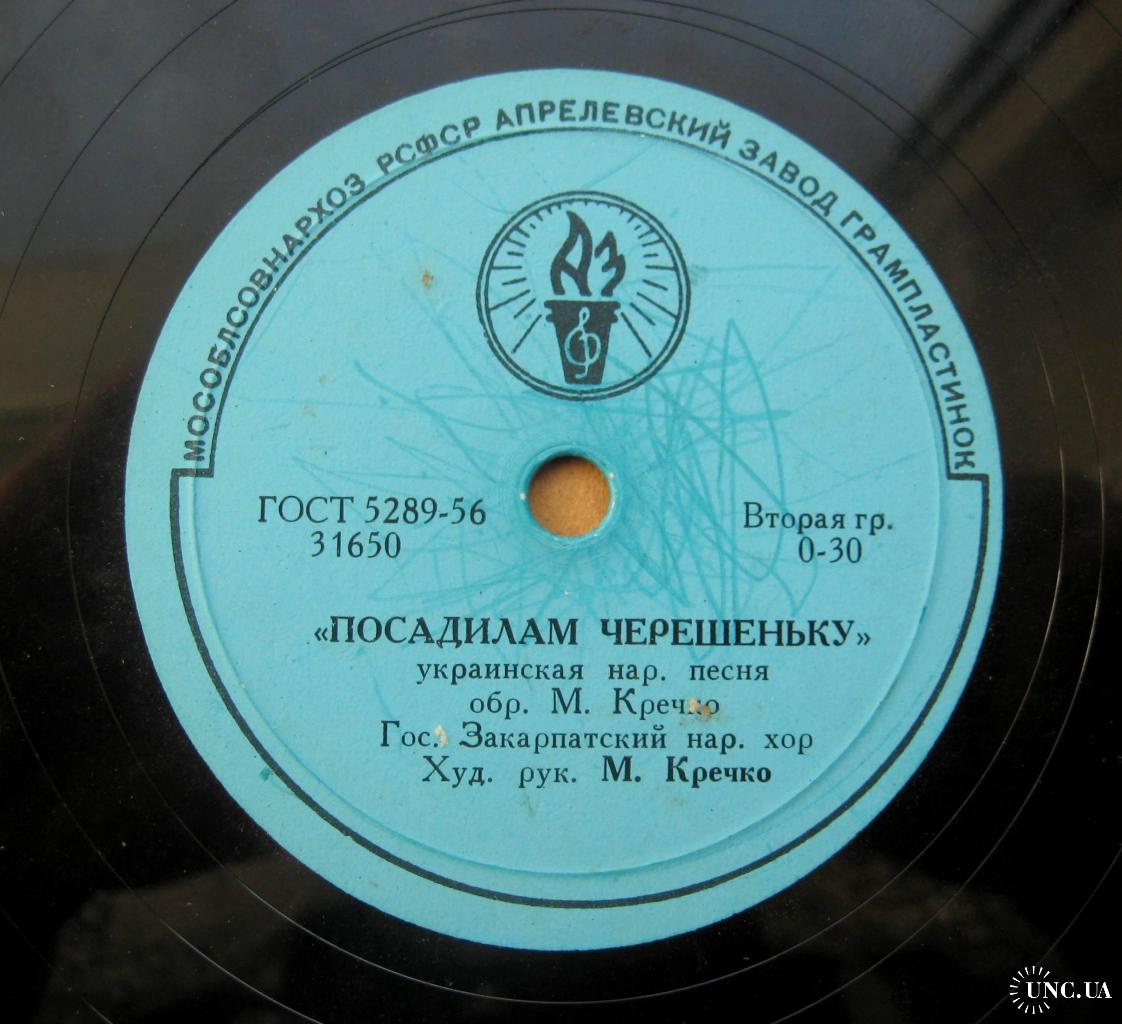 МОСОБЛСОВНАРХОЗ РСФСР АПРЕЛЕВСКИЙ ЗАВОД ГРАМПЛАСТИНОК
АЗ
ГОСТ 5289-56
31650
Вторая гр.
0-30
«ПОСАДИЛАМ ЧЕРЕШЕНЬКУ»
украинская нар. песня
обр. М. Кречко
Гос. Закарпатский нар. хор
Худ. рук. М. Кречко
UNC.UA